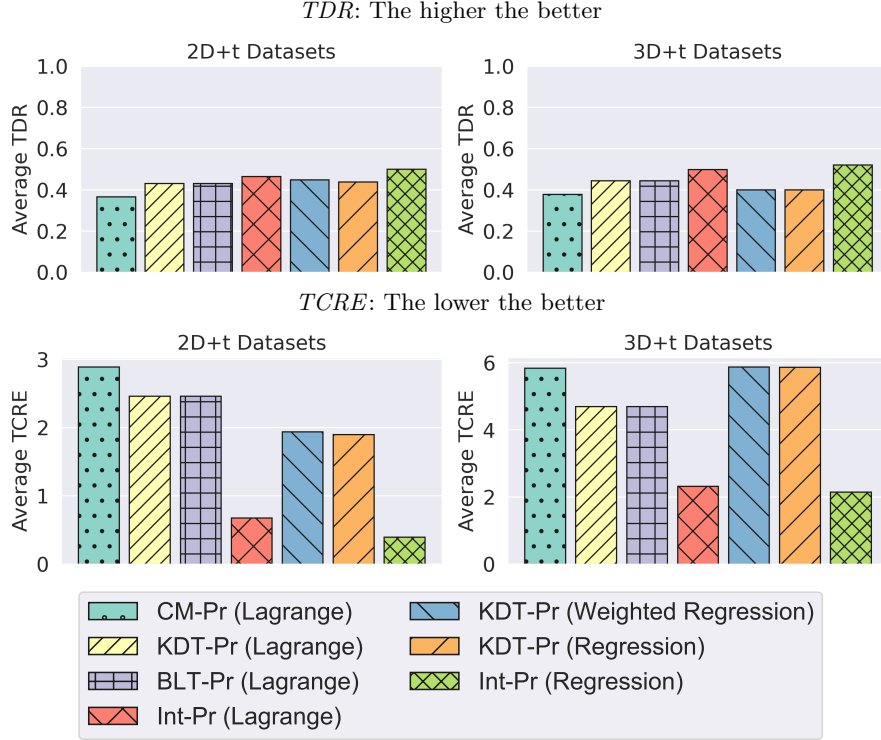 TDR: The higher the better
2D+t Datasets
3D+t Datasets
Average TDR
1.0
0.8
0.6
0.4
0.2
0.0
Average TDR
1.0
0.8
0.6
0.4
0.2
0.0
TCRE: The lower the better
2D+t Datasets
3D+t Datasets
Average TCRE
3
2
1
0
Average TCRE
6
4
2
0
CM-Pr (Lagrange)
KDT-Pr (Lagrange)
BLT-Pr (Lagrange)
Int-Pr (Lagrange)
KDT-Pr (Weighted Regression)
KDT-Pr (Regression)
Int-Pr (Regression)